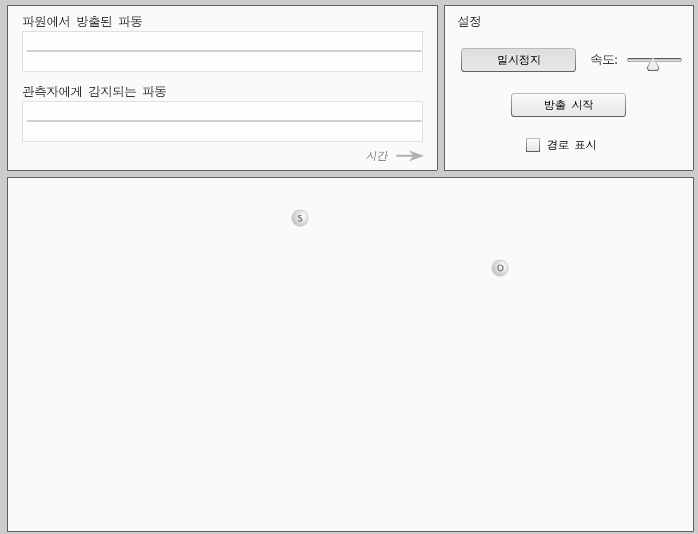 파원에서 방출된 파동
관측자에게 감지되는 파동
시간
설정
일시정지
속도:
방출 시작
경로 표시
S
O